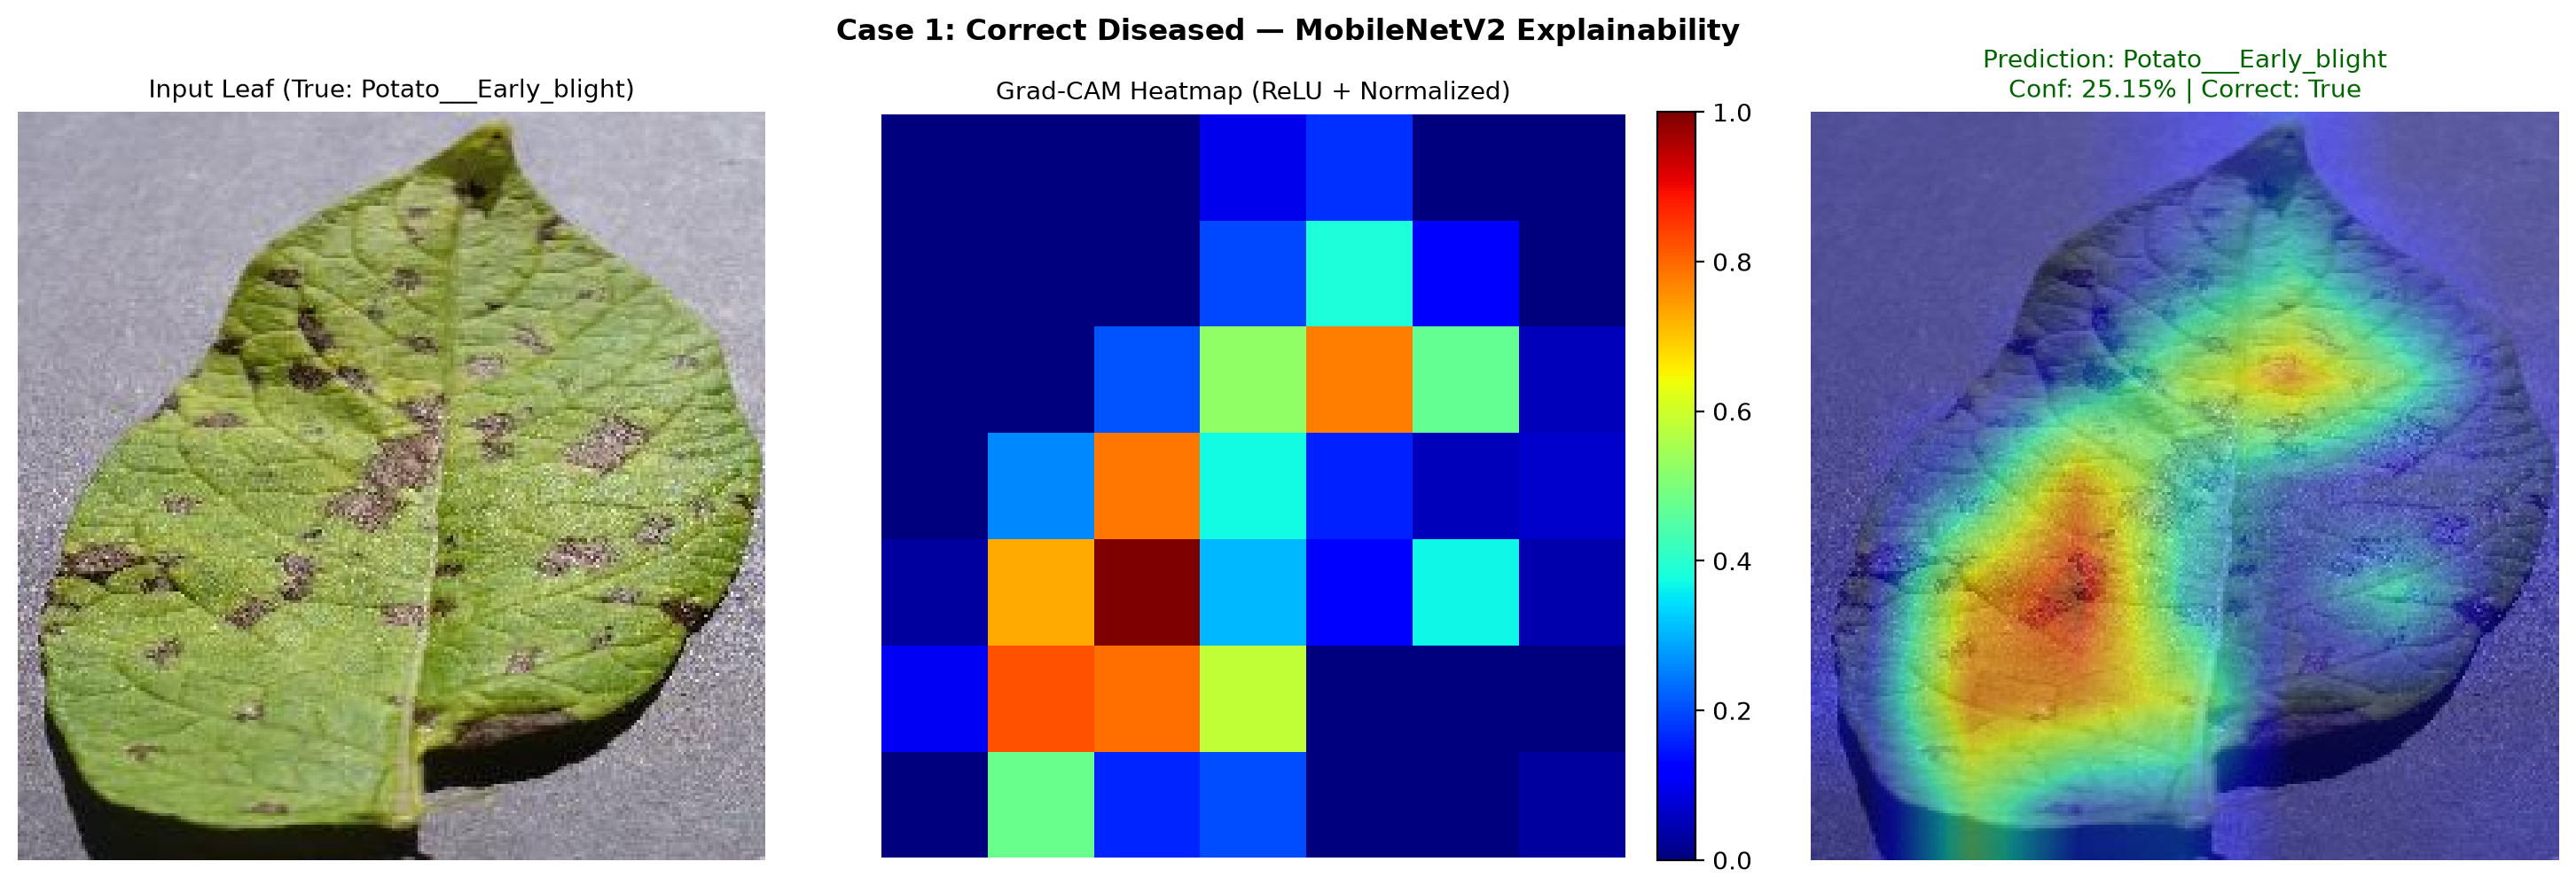 Case 1: Correct Diseased — MobileNetV2 Explainability
Input Leaf (True: Potato___Early_blight)
Grad-CAM Heatmap (ReLU + Normalized)
1.0
0.8
0.6
0.4
0.2
0.0
Prediction: Potato___Early_blight
Conf: 25.15% | Correct: True